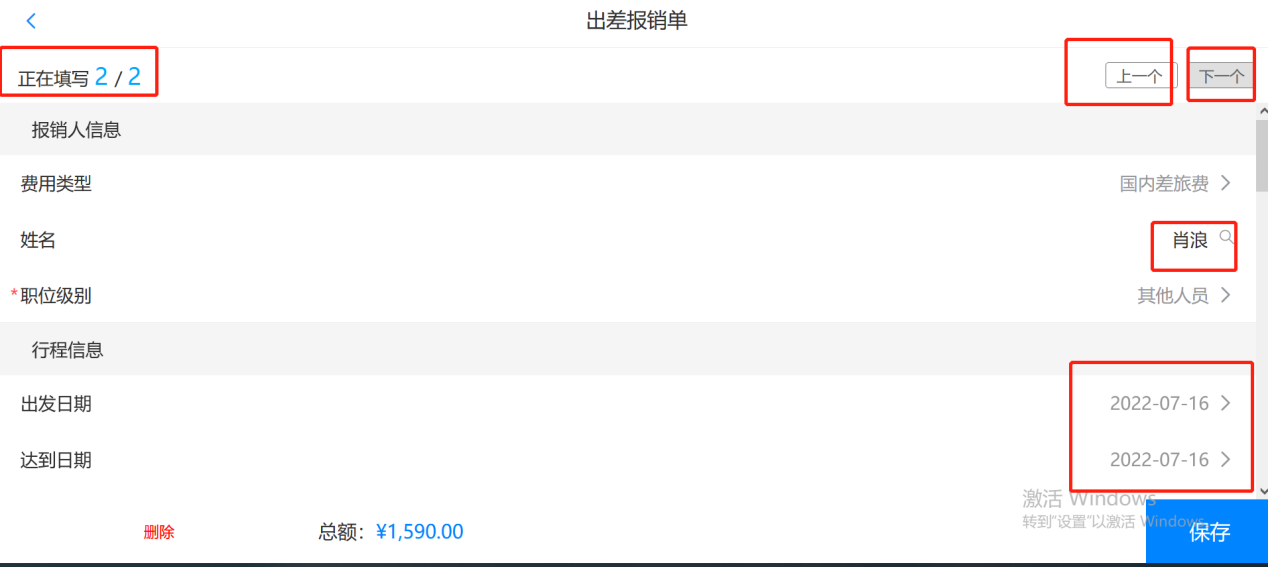 出差报销单
正在填写 2 / 2 上一个 下一个
报销人信息
费用类型 国内差旅费
姓名 肖浪
*职位级别 其他人员
行程信息
出发日期 2022-07-16
达到日期 2022-07-16
激活 Windows
转到"设置"以激活 Windows。
删除 总额: ¥1,590.00 保存